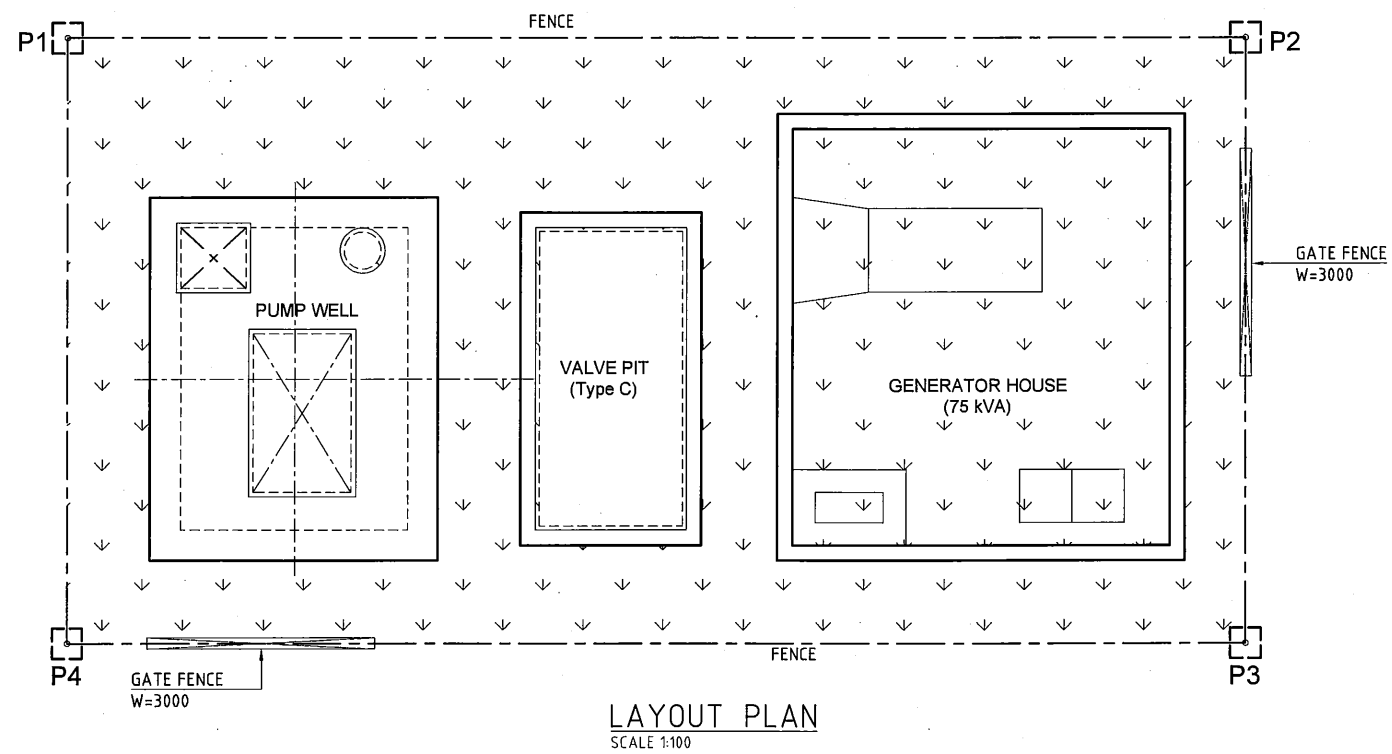 FENCE
P1
P2
GATE FENCE
W=3000
PUMP WELL
VALVE PIT
(Type C)
GENERATOR HOUSE
(75 kVA)
FENCE
P4
P3
GATE FENCE
W=3000
LAYOUT PLAN
SCALE 1:100